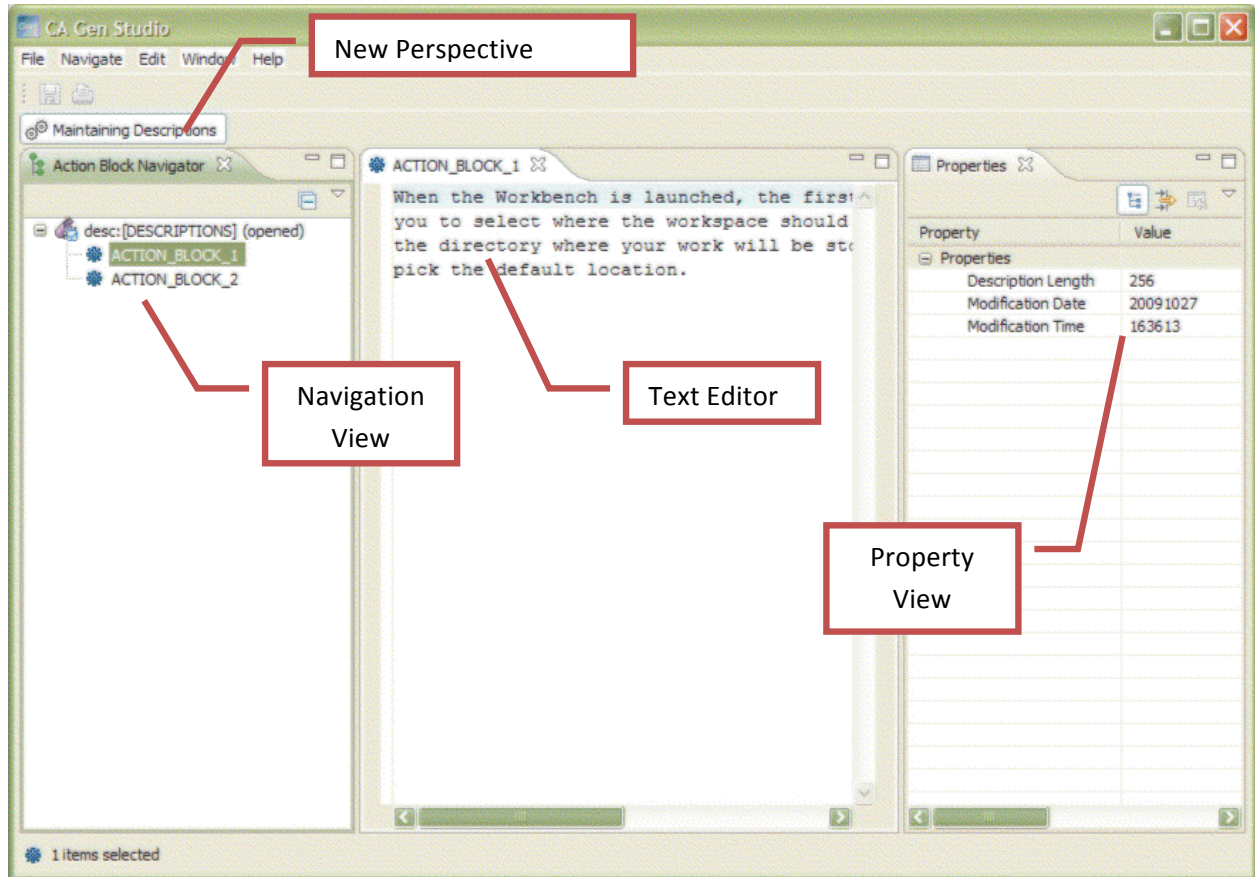 CA Gen Studio
New Perspective
File Navigate Edit Window Help
Maintaining Descriptions
Action Block Navigator
desc:[DESCRIPTIONS] (opened)
ACTION_BLOCK_1
ACTION_BLOCK_2
Navigation
View
ACTION_BLOCK_1
When the Workbench is launched, the first
you to select where the workspace should
the directory where your work will be sto
pick the default location.
Text Editor
Properties
Property Value
Properties
Description Length 256
Modification Date 20091027
Modification Time 163613
Property
View
1 items selected